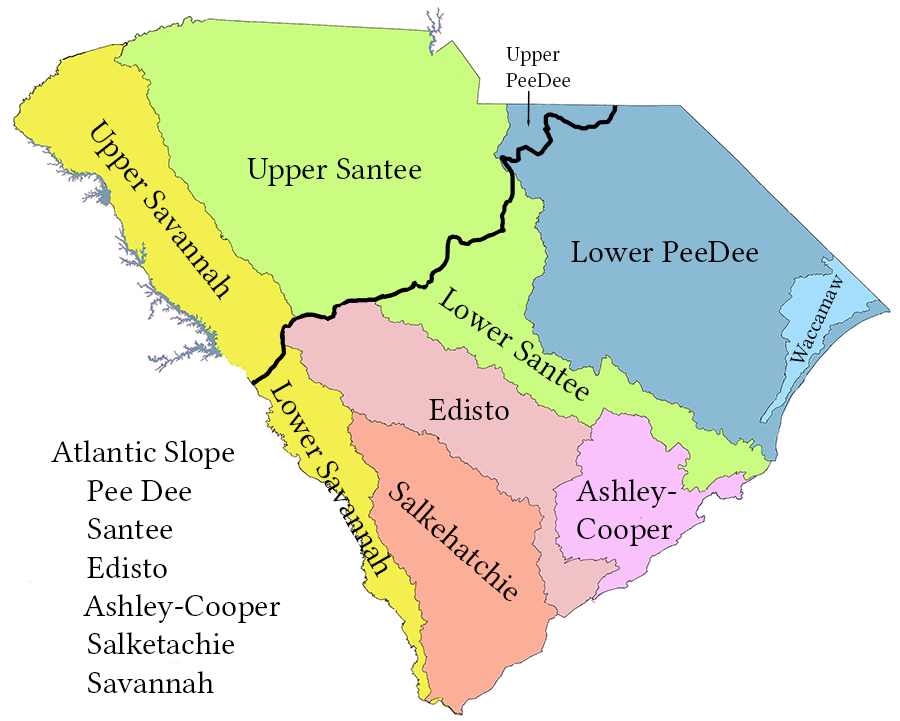 Upper
PeeDee
Upper Savannah
Upper Santee
Lower PeeDee
Waccamaw
Lower Santee
Lower Savannah
Edisto
Salkehatchie
Ashley-
Cooper
Atlantic Slope
Pee Dee
Santee
Edisto
Ashley-Cooper
Salketachie
Savannah